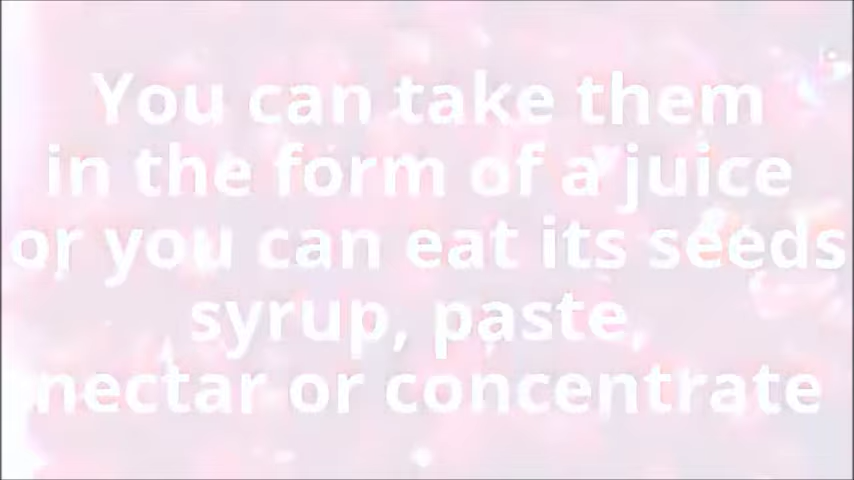 You can take them
in the form of a juice
or you can eat its seeds
syrup, paste,
nectar or concentrate